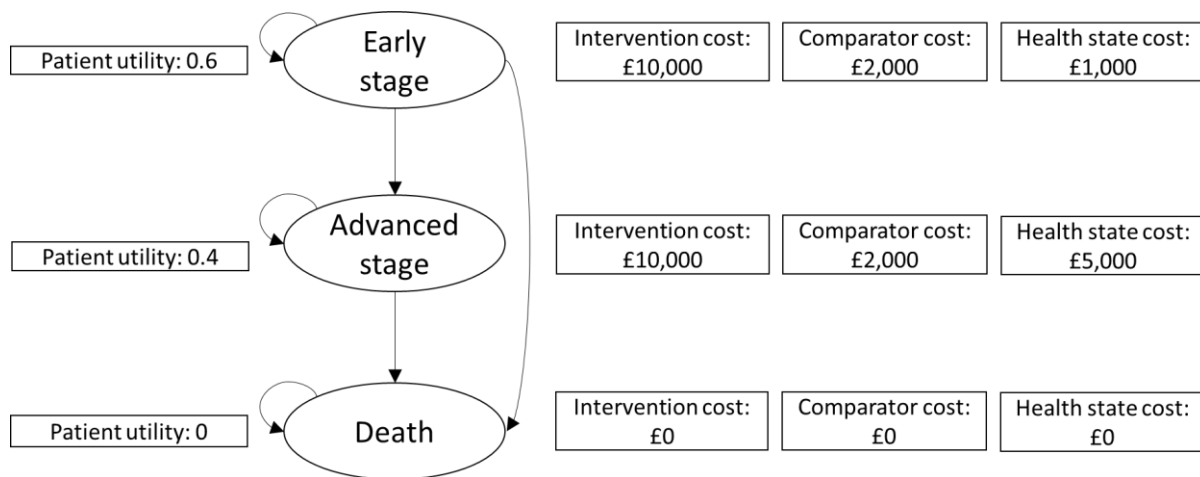 Patient utility: 0.6
Early
stage
Intervention cost:
£10,000
Comparator cost:
£2,000
Health state cost:
£1,000
Patient utility: 0.4
Advanced
stage
Intervention cost:
£10,000
Comparator cost:
£2,000
Health state cost:
£5,000
Patient utility: 0
Death
Intervention cost:
£0
Comparator cost:
£0
Health state cost:
£0